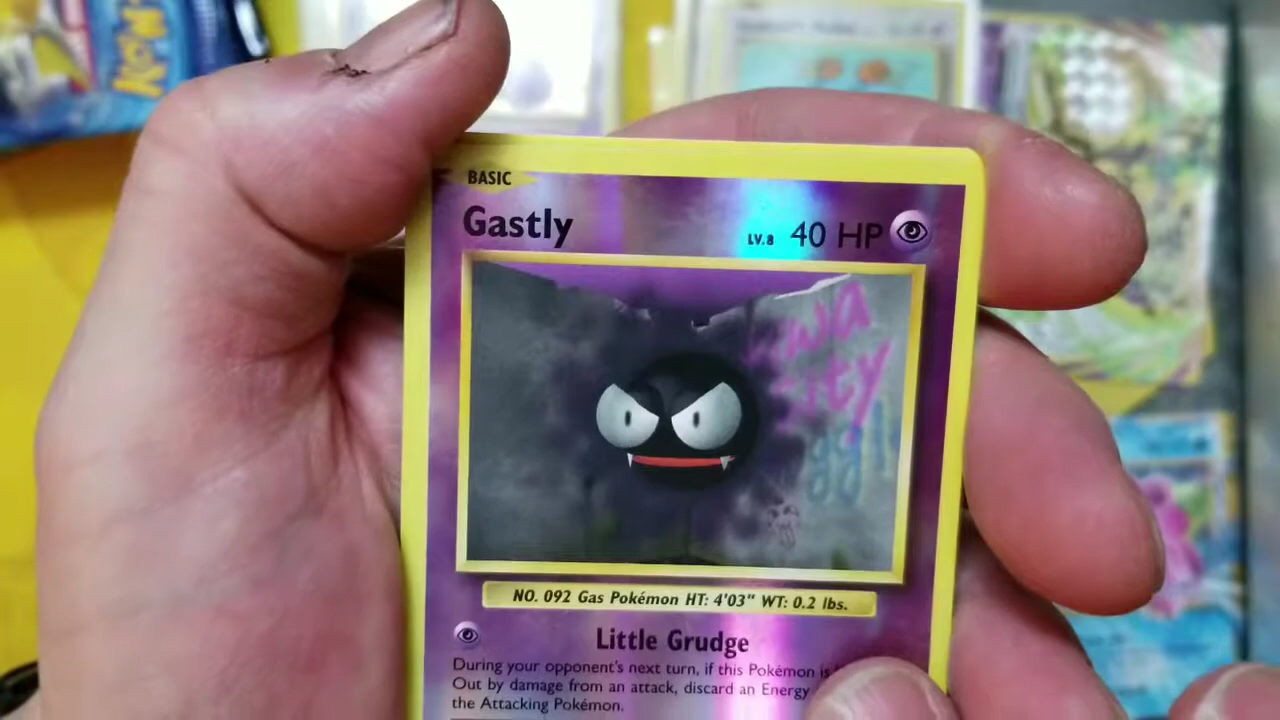 BASIC
Gastly
LV.8 40 HP
NO. 092 Gas Pokémon HT: 4'03" WT: 0.2 lbs.
Little Grudge
During your opponent's next turn, if this Pokémon is
Out by damage from an attack, discard an Energy
the Attacking Pokémon.